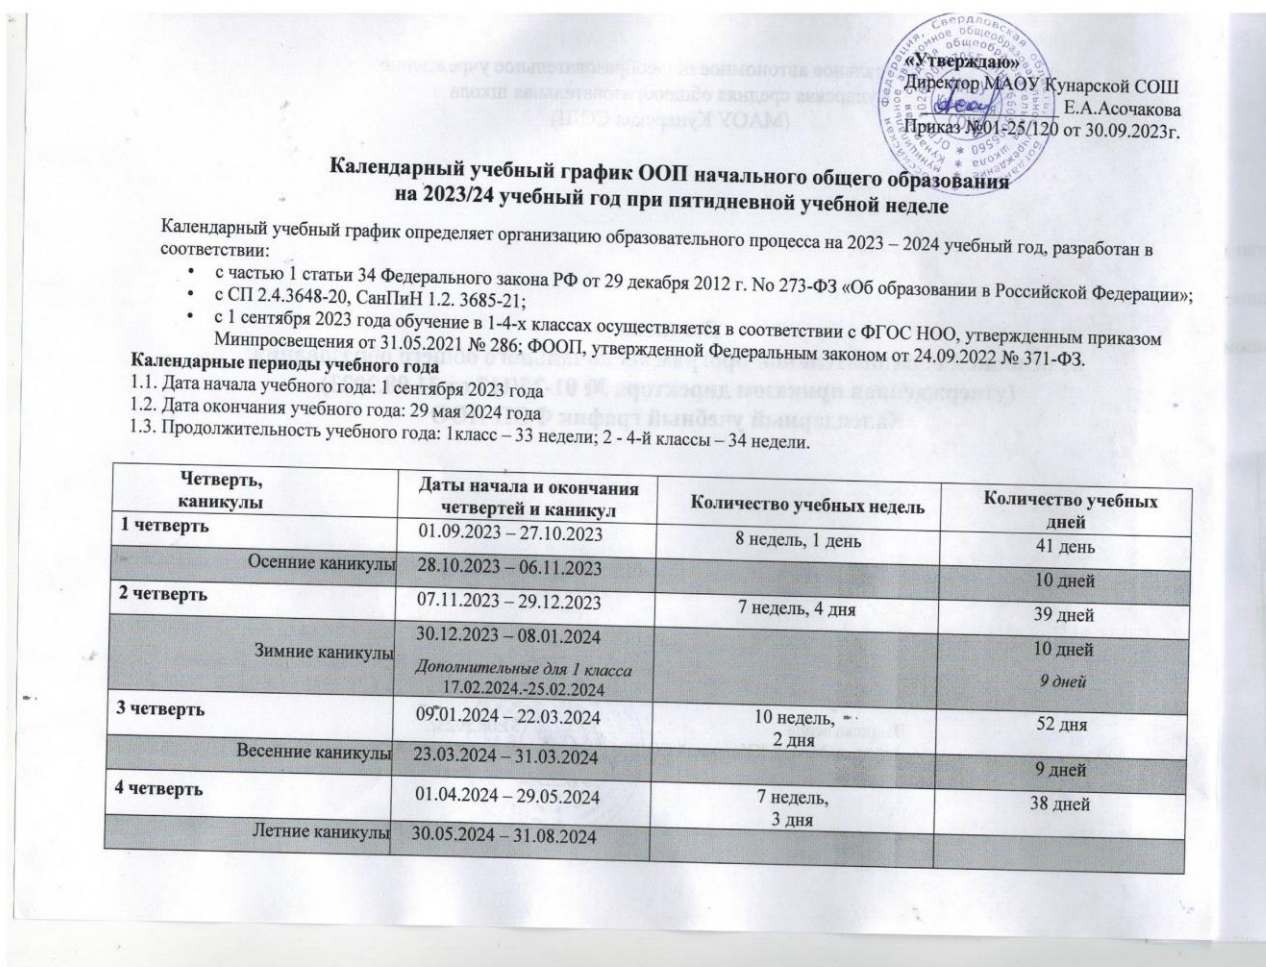 «Утверждаю»
Директор МАОУ Кунарской СОШ
Е.А.Асочакова
Приказ №01-25/120 от 30.09.2023г.
Календарный учебный график ООП начального общего образования
на 2023/24 учебный год при пятидневной учебной неделе
Календарный учебный график определяет организацию образовательного процесса на 2023 – 2024 учебный год, разработан в
соответствии:
• с частью 1 статьи 34 Федерального закона РФ от 29 декабря 2012 г. No 273-ФЗ «Об образовании в Российской Федерации»;
• с СП 2.4.3648-20, СанПиН 1.2. 3685-21;
• с 1 сентября 2023 года обучение в 1-4-х классах осуществляется в соответствии с ФГОС НОО, утвержденным приказом
Минпросвещения от 31.05.2021 № 286; ФООП, утвержденной Федеральным законом от 24.09.2022 № 371-ФЗ.
Календарные периоды учебного года
1.1. Дата начала учебного года: 1 сентября 2023 года
1.2. Дата окончания учебного года: 29 мая 2024 года
1.3. Продолжительность учебного года: 1класс – 33 недели; 2 - 4-й классы – 34 недели.
Четверть,
каникулы
Даты начала и окончания
четвертей и каникул
Количество учебных недель
Количество учебных
дней
1 четверть 01.09.2023 – 27.10.2023 8 недель, 1 день 41 день
Осенние каникулы 28.10.2023 – 06.11.2023 10 дней
2 четверть 07.11.2023 – 29.12.2023 7 недель, 4 дня 39 дней
Зимние каникулы 30.12.2023 – 08.01.2024 10 дней
Дополнительные для 1 класса 9 дней
17.02.2024.-25.02.2024
3 четверть 09.01.2024 – 22.03.2024 10 недель,
2 дня
52 дня
Весенние каникулы 23.03.2024 – 31.03.2024 9 дней
4 четверть 01.04.2024 – 29.05.2024 7 недель,
3 дня
38 дней
Летние каникулы 30.05.2024 – 31.08.2024